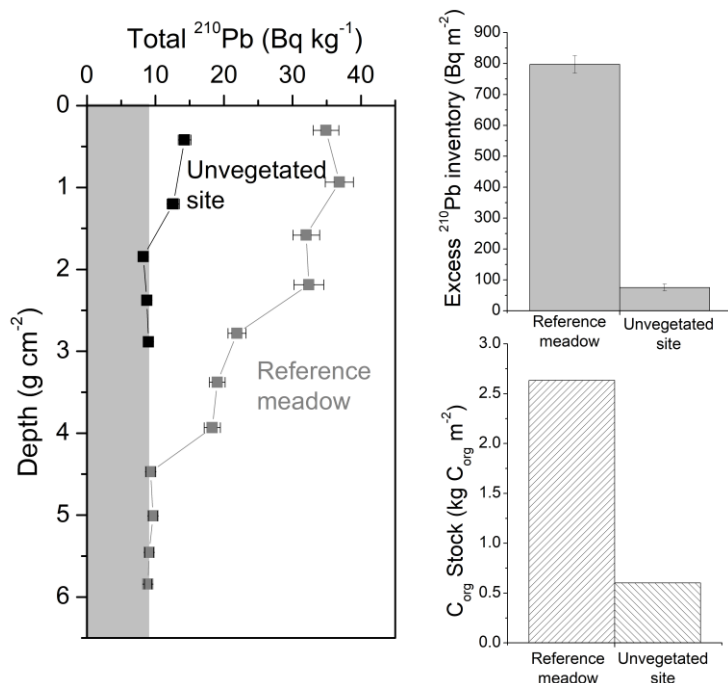 Total ²¹⁰Pb (Bq kg⁻¹)
0 10 20 30 40
Depth (g cm⁻²)
0
1
2
3
4
5
6
Unvegetated
site
Reference
meadow
Excess ²¹⁰Pb inventory (Bq m⁻²)
900
800
700
600
500
400
300
200
100
0
Reference
meadow
Unvegetated
site
C_org Stock (kg C_org m⁻²)
3.0
2.5
2.0
1.5
1.0
0.5
0.0
Reference
meadow
Unvegetated
site